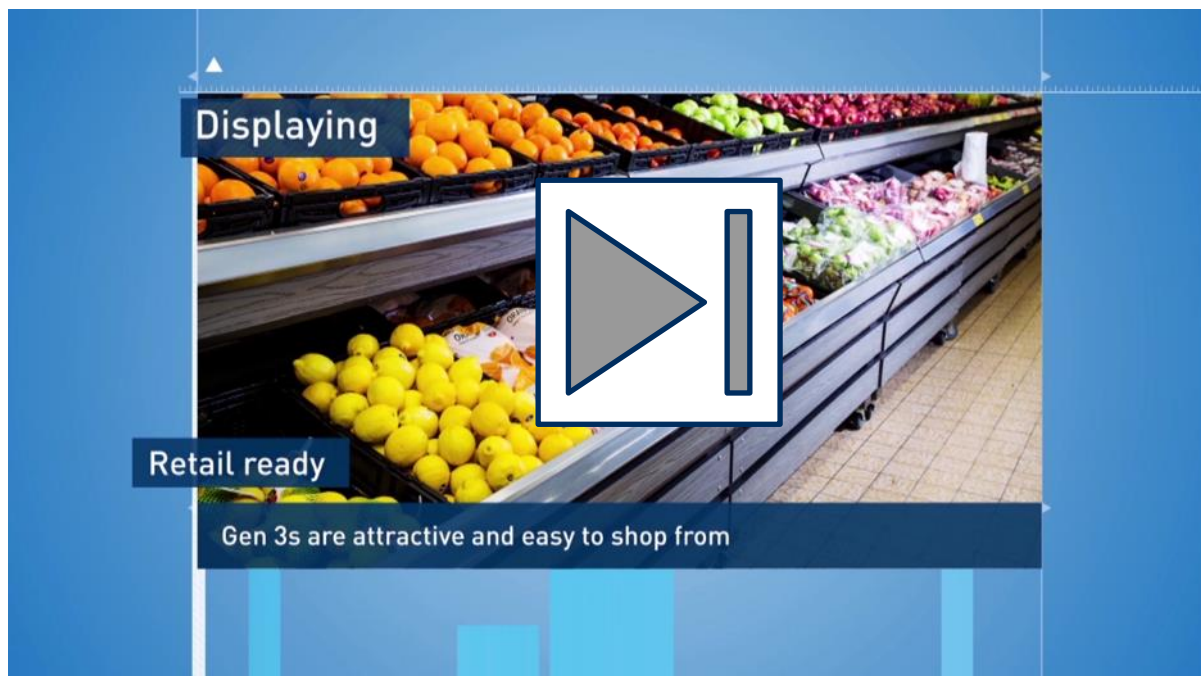 Displaying
Retail ready
Gen 3s are attractive and easy to shop from